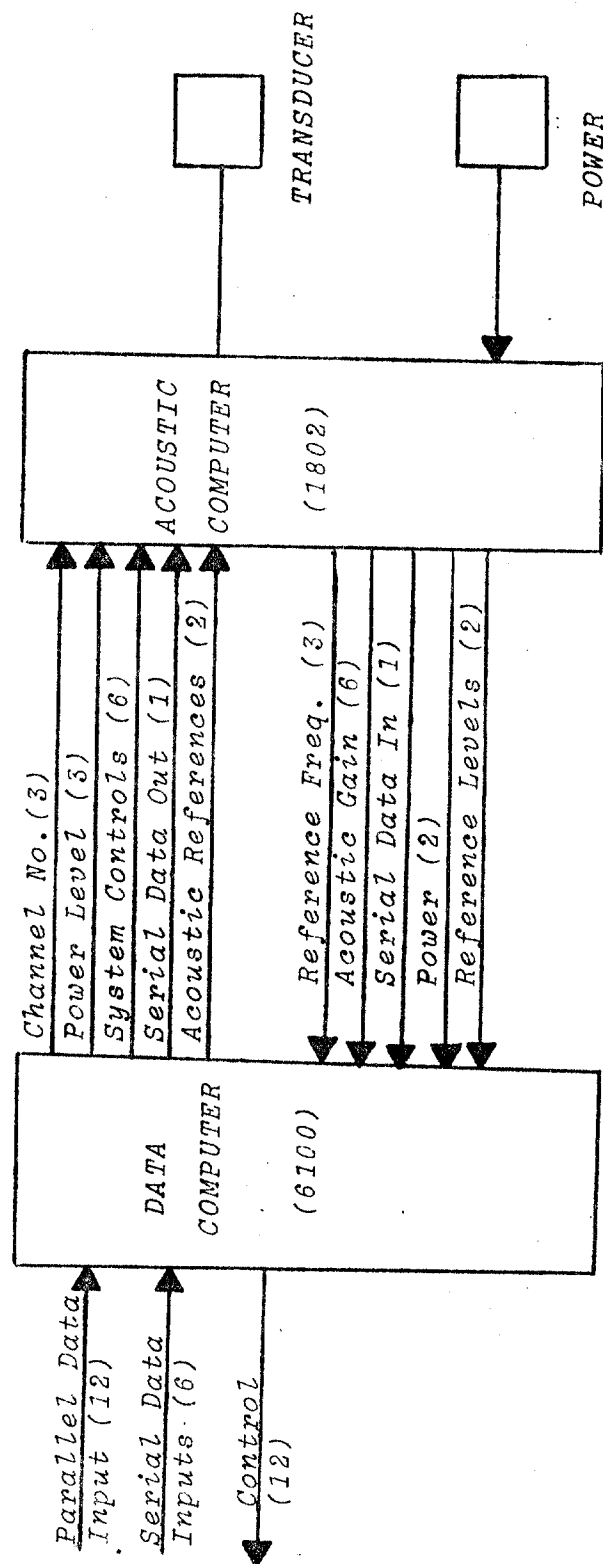 Parallel Data
Input (12)
Serial Data
Inputs (6)
Control
(12)
DATA
COMPUTER
(6100)
Channel No.(3)
Power Level (3)
System Controls (6)
Serial Data Out (1)
Acoustic References (2)
Reference Freq. (3)
Acoustic Gain (6)
Serial Data In (1)
Power (2)
Reference Levels (2)
ACOUSTIC
COMPUTER
(1802)
TRANSDUCER
POWER